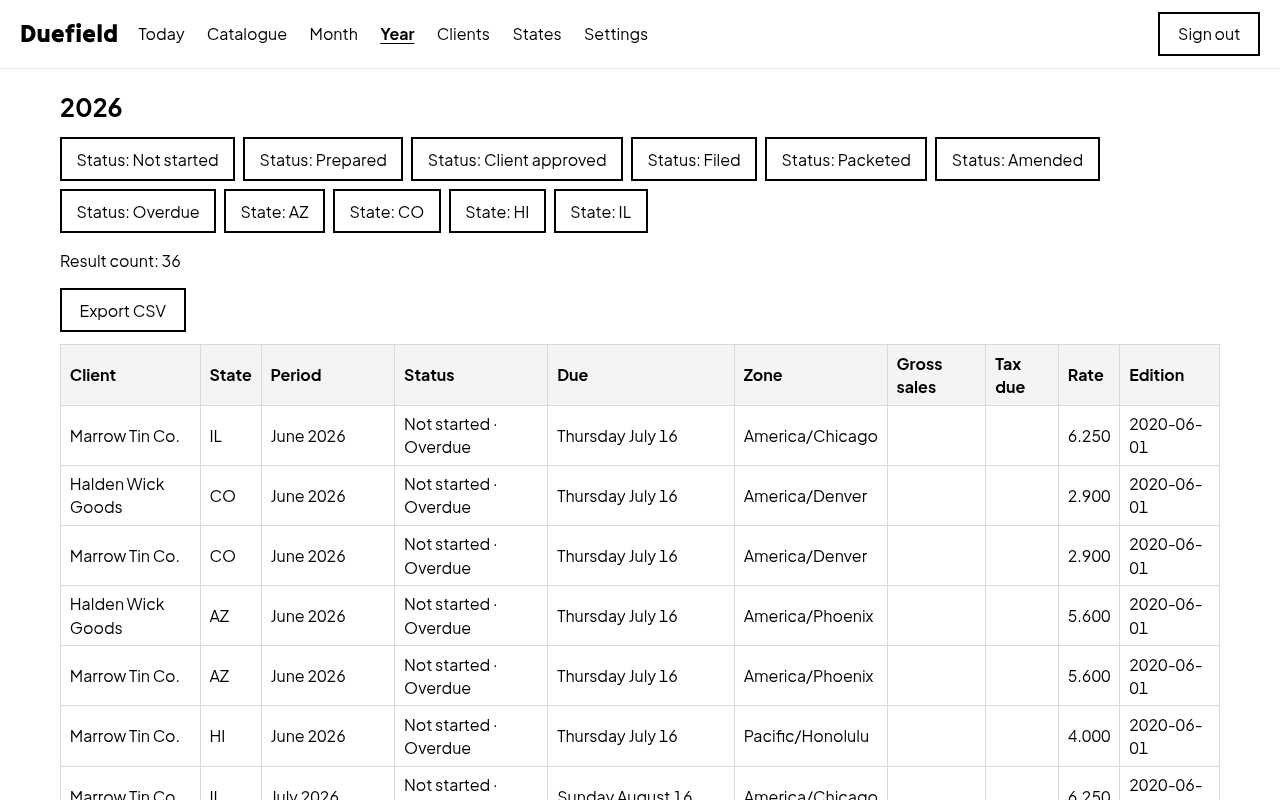 Duefield Today Catalogue Month Year Clients States Settings Sign out
2026
Status: Not started Status: Prepared Status: Client approved Status: Filed Status: Packeted Status: Amended
Status: Overdue State: AZ State: CO State: HI State: IL
Result count: 36
Export CSV
Client State Period Status Due Zone Gross sales Tax due Rate Edition
Marrow Tin Co. IL June 2026 Not started · Overdue Thursday July 16 America/Chicago 6.250 2020-06-01
Halden Wick Goods CO June 2026 Not started · Overdue Thursday July 16 America/Denver 2.900 2020-06-01
Marrow Tin Co. CO June 2026 Not started · Overdue Thursday July 16 America/Denver 2.900 2020-06-01
Halden Wick Goods AZ June 2026 Not started · Overdue Thursday July 16 America/Phoenix 5.600 2020-06-01
Marrow Tin Co. AZ June 2026 Not started · Overdue Thursday July 16 America/Phoenix 5.600 2020-06-01
Marrow Tin Co. HI June 2026 Not started · Overdue Thursday July 16 Pacific/Honolulu 4.000 2020-06-01
Marrow Tin Co. IL July 2026 Not started · Sunday August 16 America/Chicago 6.250 2020-06-